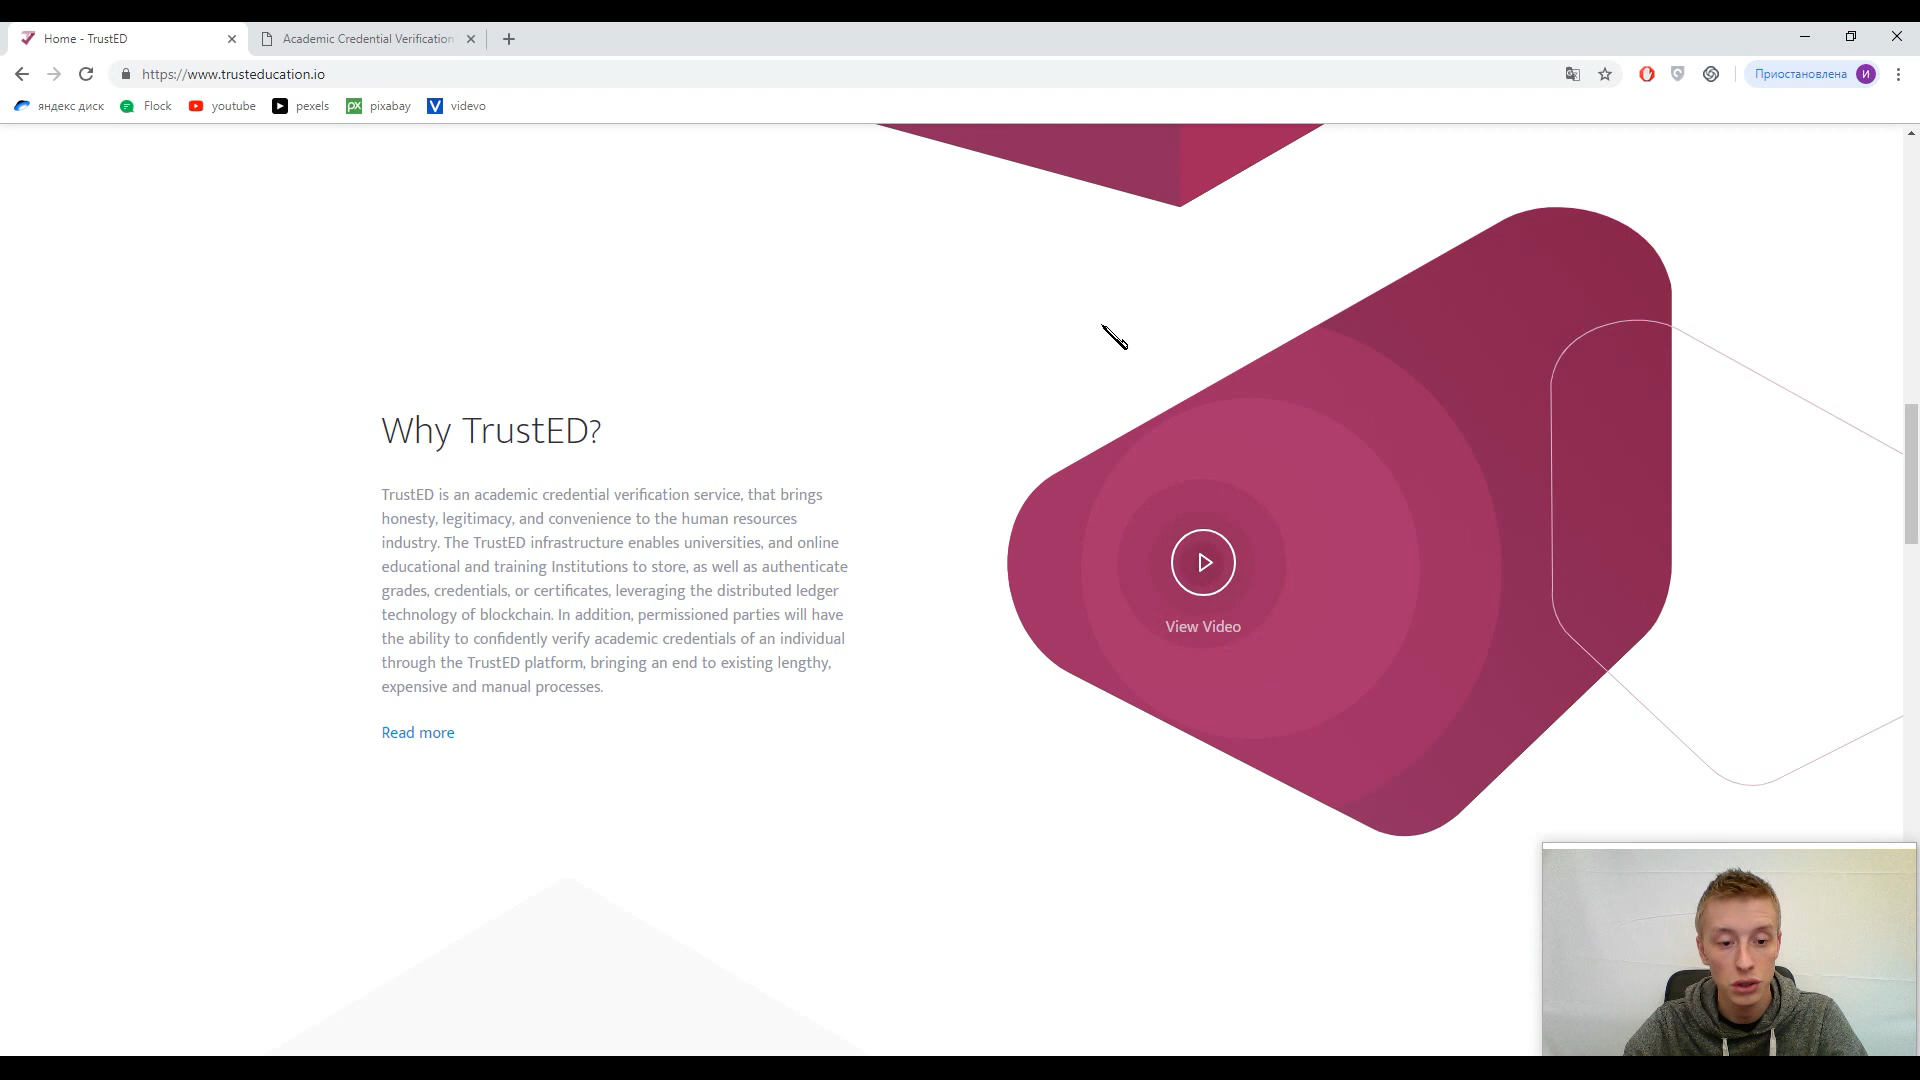 Home - TrustED
Academic Credential Verification
https://www.trusteducation.io
Приостановлена
И
яндекс диск
Flock
youtube
px
pexels
pixabay
V
videvo
Why TrustED?
TrustED is an academic credential verification service, that brings
honesty, legitimacy, and convenience to the human resources
industry. The TrustED infrastructure enables universities, and online
educational and training Institutions to store, as well as authenticate
grades, credentials, or certificates, leveraging the distributed ledger
technology of blockchain. In addition, permissioned parties will have
the ability to confidently verify academic credentials of an individual
through the TrustED platform, bringing an end to existing lengthy,
expensive and manual processes.
Read more
View Video